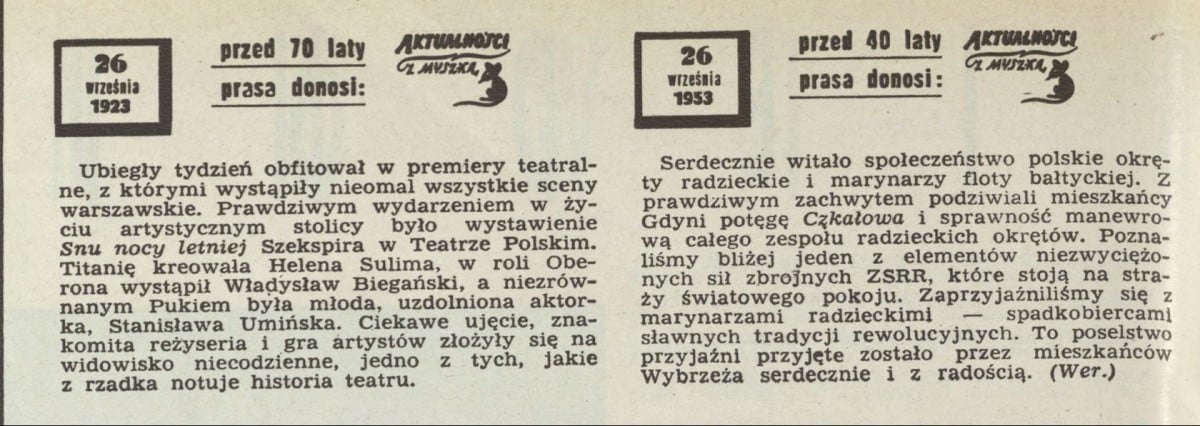 26
września
1923
przed 70 laty
prasa donosi:
AKTUALNOŚCI
Z MYSZKĄ
Ubiegły tydzień obfitował w premiery teatral-
ne, z którymi wystąpiły nieomal wszystkie sceny
warszawskie. Prawdziwym wydarzeniem w ży-
ciu artystycznym stolicy było wystawienie
Snu nocy letniej Szekspira w Teatrze Polskim.
Titanię kreowała Helena Sulima, w roli Obe-
rona wystąpił Władysław Biegański, a niezrów-
nanym Pukiem była młoda, uzdolniona aktor-
ka, Stanisława Umińska. Ciekawe ujęcie, zna-
komita reżyseria i gra artystów złożyły się na
widowisko niecodzienne, jedno z tych, jakie
z rzadka notuje historia teatru.
26
września
1953
przed 40 laty
prasa donosi:
AKTUALNOŚCI
Z MYSZKĄ
Serdecznie witało społeczeństwo polskie okrę-
ty radzieckie i marynarzy floty bałtyckiej. Z
prawdziwym zachwytem podziwiali mieszkańcy
Gdyni potęgę Czkałowa i sprawność manewro-
wą całego zespołu radzieckich okrętów. Pozna-
liśmy bliżej jeden z elementów niezwyciężo-
nych sił zbrojnych ZSRR, które stoją na stra-
ży światowego pokoju. Zaprzyjaźniliśmy się z
marynarzami radzięckimi — spadkobiercami
sławnych tradycji rewolucyjnych. To poselstwo
przyjaźni przyjęte zostało przez mieszkańców
Wybrzeża serdecznie i z radością. (Wer.)